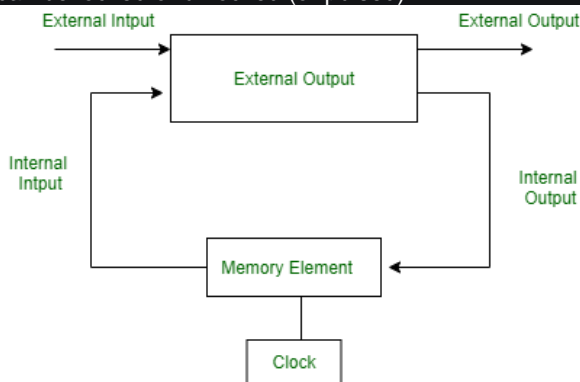 External Intput
External Output
External Output
Internal
Intput
Internal
Output
Memory Element
Clock